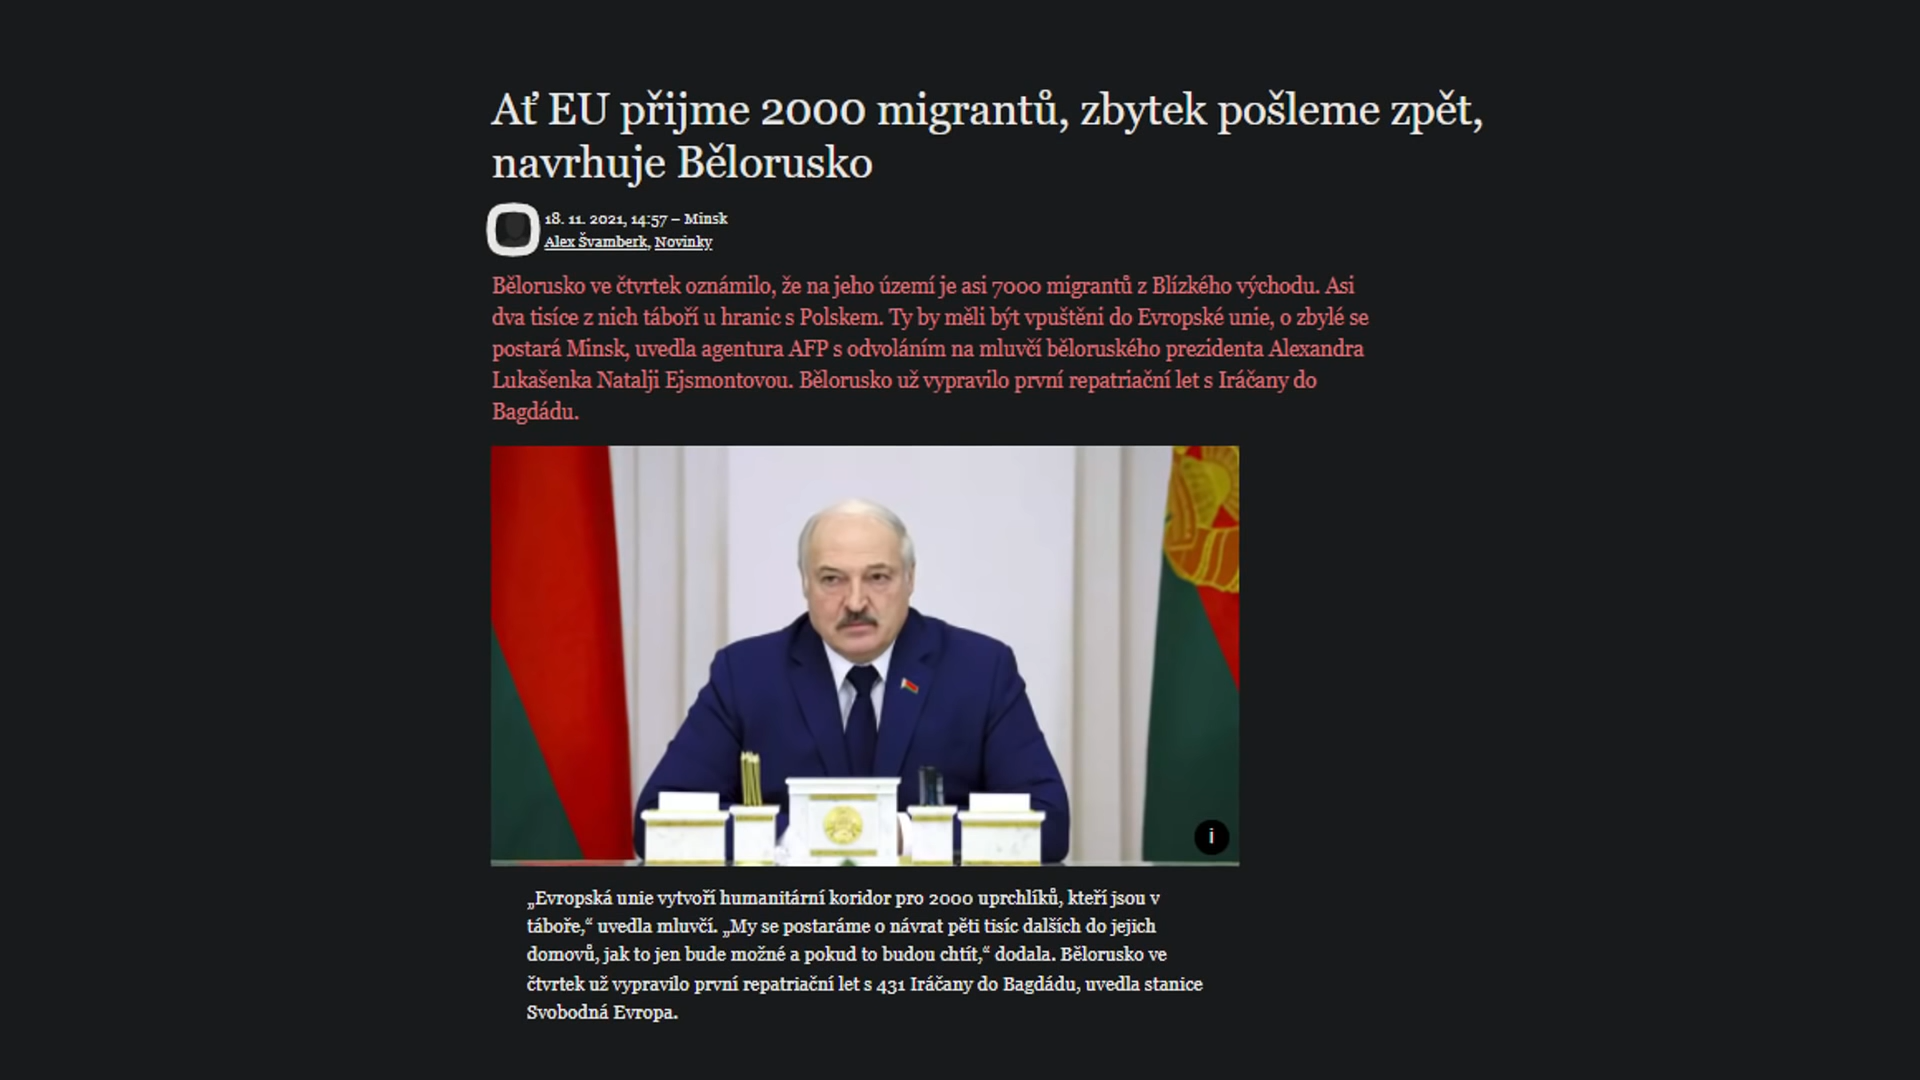 Ať EU přijme 2000 migrantů, zbytek pošleme zpět,
navrhuje Bělorusko
18. 11. 2021, 14:57 – Minsk
Alex Švamberk, Novinky
Bělorusko ve čtvrtek oznámilo, že na jeho území je asi 7000 migrantů z Blízkého východu. Asi
dva tisíce z nich táboří u hranic s Polskem. Ty by měli být vpuštěni do Evropské unie, o zbylé se
postará Minsk, uvedla agentura AFP s odvoláním na mluvčí běloruského prezidenta Alexandra
Lukašenka Natalji Ejsmontovou. Bělorusko už vypravilo první repatriační let s Iráčany do
Bagdádu.
i
„Evropská unie vytvoří humanitární koridor pro 2000 uprchlíků, kteří jsou v
táboře,“ uvedla mluvčí. „My se postaráme o návrat pěti tisíc dalších do jejich
domovů, jak to jen bude možné a pokud to budou chtít,“ dodala. Bělorusko ve
čtvrtek už vypravilo první repatriační let s 431 Iráčany do Bagdádu, uvedla stanice
Svobodná Evropa.